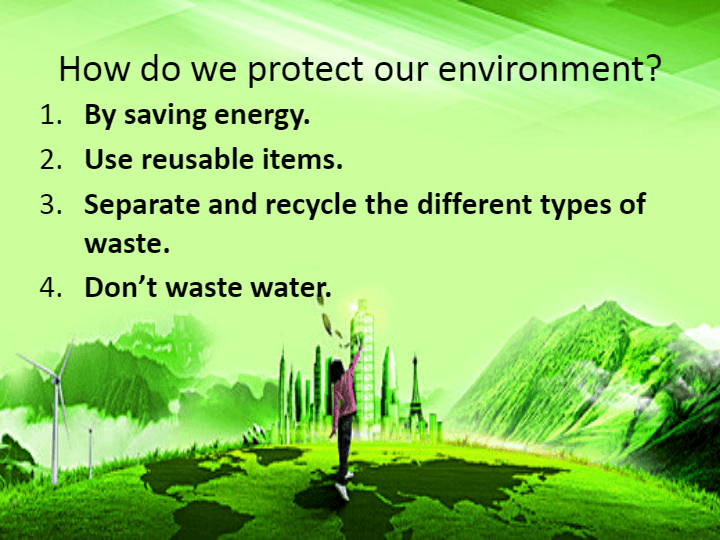 How do we protect our environment?
1. By saving energy.
2. Use reusable items.
3. Separate and recycle the different types of
waste.
4. Don’t waste water.